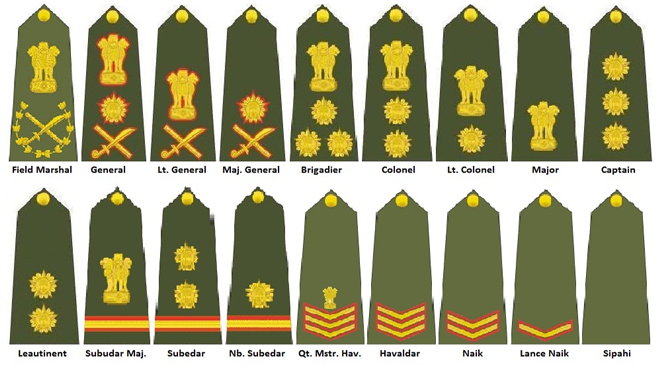 Field Marshal General Lt. General Maj. General Brigadier Colonel Lt. Colonel Major Captain
Leautinent Subudar Maj. Subedar Nb. Subedar Qt. Mstr. Hav. Havaldar Naik Lance Naik Sipahi